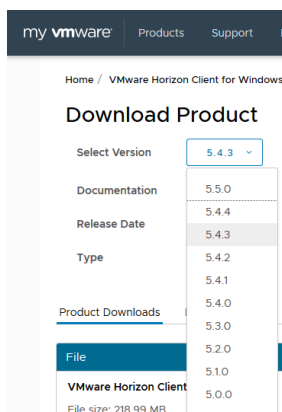 my vmware Products Support
Home / VMware Horizon Client for Windows
Download Product
Select Version 5.4.3
Documentation
Release Date
Type
5.5.0
5.4.4
5.4.3
5.4.2
5.4.1
5.4.0
5.3.0
5.2.0
5.1.0
5.0.0
Product Downloads
File
VMware Horizon Client
File size: 218.99 MB